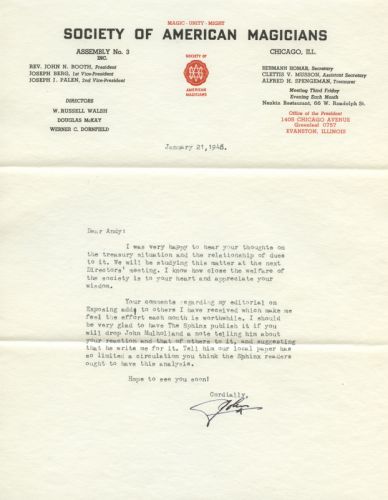 MAGIC - UNITY - MIGHT
SOCIETY OF AMERICAN MAGICIANS
ASSEMBLY No. 3
INC.
REV. JOHN N. BOOTH, President
JOSEPH BERG, 1st Vice-President
JOSEPH J. PALEN, 2nd Vice-President
DIRECTORS
W. RUSSELL WALSH
DOUGLAS McKAY
WERNER C. DORNFIELD
SOCIETY OF
AMERICAN
MAGICIANS
CHICAGO, ILL.
HERMANN HOMAR, Secretary
CLETTIS V. MUSSON, Assistant Secretary
ALFRED H. SPENGEMAN, Treasurer
Meeting Third Friday
Evening Each Month
Nankin Restaurant, 66 W. Randolph St.
Office of the President
1405 CHICAGO AVENUE
Greenleaf 0757
EVANSTON, ILLINOIS
January 21, 1948.
Dear Andy:
I was very happy to hear your thoughts on
the treasury situation and the relationship of dues
to it. We will be studying this matter at the next
Directors' meeting. I know how close the welfare of
the society is to your heart and appreciate your
wisdom.
Your comments regarding my editorial on
Exposing adds to others I have received which make me
feel the effort each month is worthwhile. I should
be very glad to have The Sphinx publish it if you
will drop John Mulholland a note telling him about
your reaction and that of others to it, and suggesting
that he write me for it. Tell him our local paper has
so limited a circulation you think the Sphinx readers
ought to have this analysis.
Hope to see you soon!
Cordially,
John